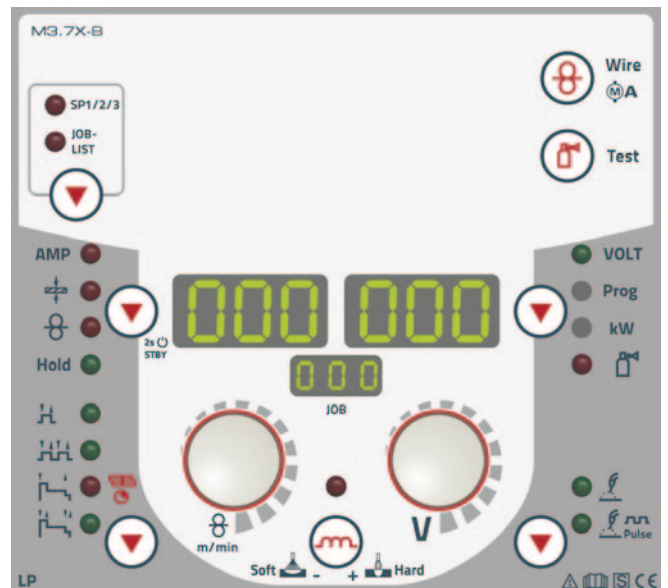 M3.7X-B
Wire
M A
SP1/2/3
JOB-
LIST
Test
AMP
VOLT
Prog
kW
000 000
2s
STBY
Hold
000
JOB
m/min
V
Pulse
Soft - + Hard
LP
S CE